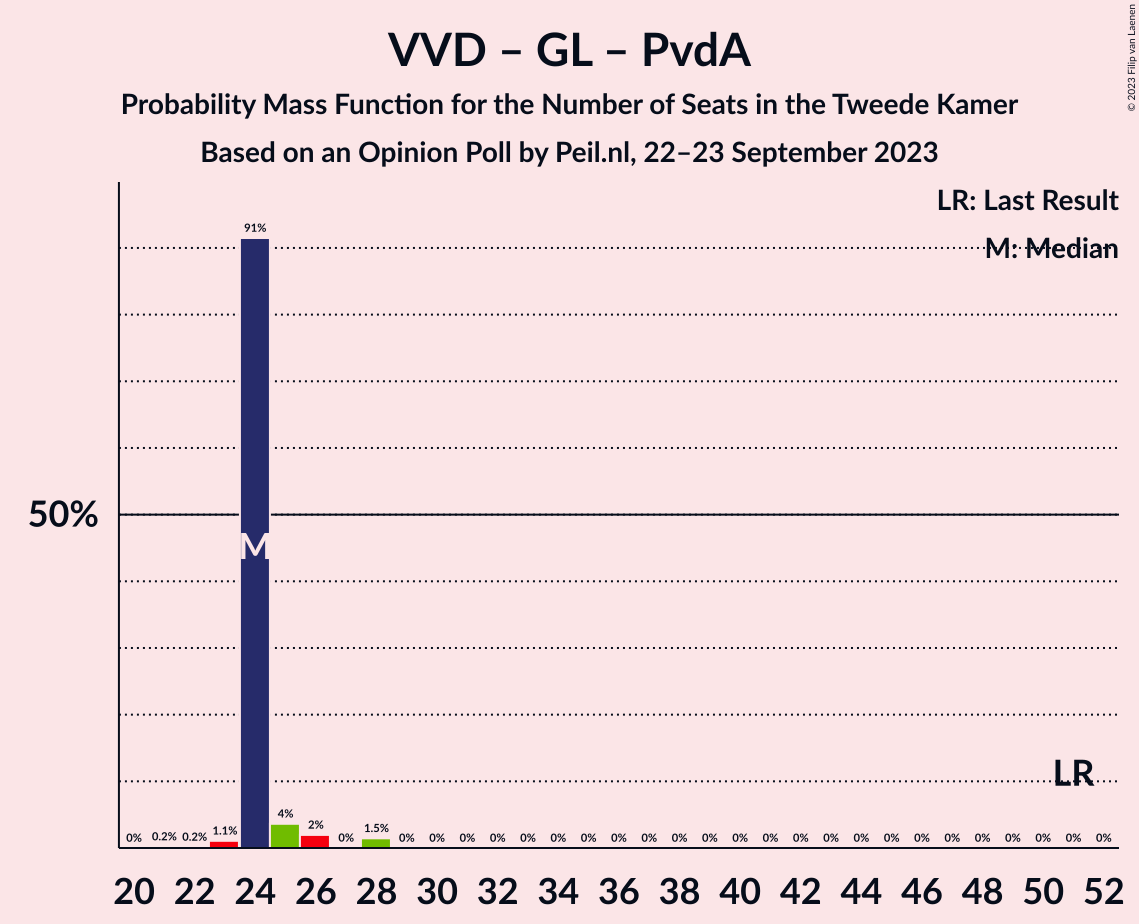 VVD – GL – PvdA
Probability Mass Function for the Number of Seats in the Tweede Kamer
Based on an Opinion Poll by Peil.nl, 22–23 September 2023
© 2023 Filip van Laenen
LR: Last Result
M: Median
91%
50%
M
LR
0% 0.2% 0.2% 1.1% 4% 2% 0% 1.5% 0% 0% 0% 0% 0% 0% 0% 0% 0% 0% 0% 0% 0% 0% 0% 0% 0% 0% 0% 0% 0% 0% 0% 0%
20 22 24 26 28 30 32 34 36 38 40 42 44 46 48 50 52